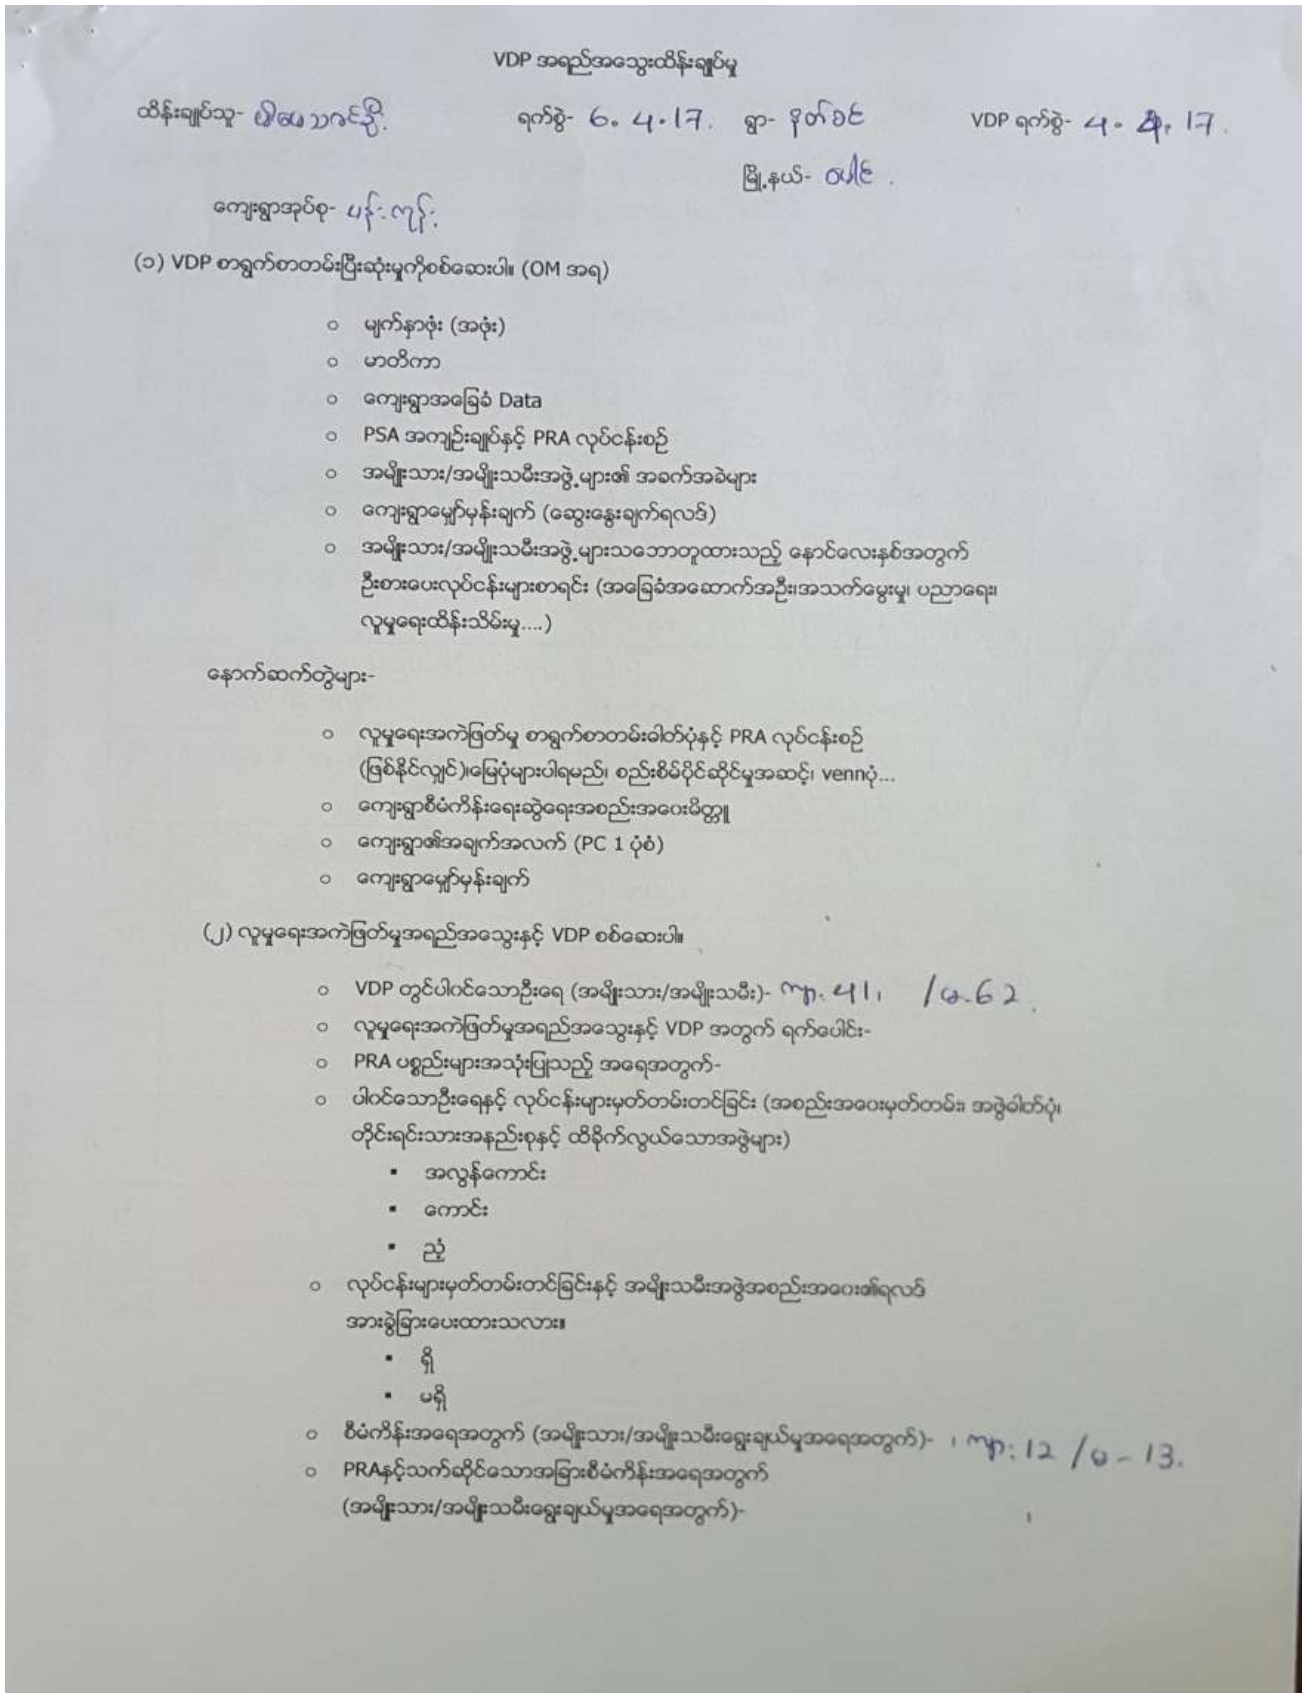 VDP အရည်အသွေးထိန်းချုပ်မှု
ထိန်းချုပ်သူ- ရက်စွဲ- 6.4.17. ရွာ- နတ်စင် VDP ရက်စွဲ- 4. 4. 17.
မြို့နယ်- ပေါင် .
ကျေးရွာအုပ်စု- ပန်းကုန်း
(၁) VDP စာရွက်စာတမ်းပြီးဆုံးမှုကိုစစ်ဆေးပါ။ (OM အရ)
○ မျက်နှာဖုံး (အဖုံး)
○ မာတိကာ
○ ကျေးရွာအခြေခံ Data
○ PSA အကျဉ်းချုပ်နှင့် PRA လုပ်ငန်းစဉ်
○ အမျိုးသား/အမျိုးသမီးအဖွဲ့များ၏ အခက်အခဲများ
○ ကျေးရွာမျှော်မှန်းချက် (ဆွေးနွေးချက်ရလဒ်)
○ အမျိုးသား/အမျိုးသမီးအဖွဲ့များသဘောတူထားသည့် နောင်လေးနှစ်အတွက်
ဦးစားပေးလုပ်ငန်းများစာရင်း (အခြေခံအဆောက်အဦး၊အသက်မွေးမှု၊ ပညာရေး၊
လူမှုရေးထိန်းသိမ်းမှု....)
နောက်ဆက်တွဲများ-
○ လူမှုရေးအကဲဖြတ်မှု စာရွက်စာတမ်းဓါတ်ပုံနှင့် PRA လုပ်ငန်းစဉ်
(ဖြစ်နိုင်လျှင်)၊မြေပုံများပါရမည်၊ စည်းစိမ်ပိုင်ဆိုင်မှုအဆင့်၊ vennပုံ...
○ ကျေးရွာစီမံကိန်းရေးဆွဲရေးအစည်းအဝေးမိတ္တူ
○ ကျေးရွာ၏အချက်အလက် (PC 1 ပုံစံ)
○ ကျေးရွာမျှော်မှန်းချက်
(၂) လူမှုရေးအကဲဖြတ်မှုအရည်အသွေးနှင့် VDP စစ်ဆေးပါ။
○ VDP တွင်ပါဝင်သောဦးရေ (အမျိုးသား/အမျိုးသမီး)- ကျား 41၊ /မ.62.
○ လူမှုရေးအကဲဖြတ်မှုအရည်အသွေးနှင့် VDP အတွက် ရက်ပေါင်း-
○ PRA ပစ္စည်းများအသုံးပြုသည့် အရေအတွက်-
○ ပါဝင်သောဦးရေနှင့် လုပ်ငန်းများမှတ်တမ်းတင်ခြင်း (အစည်းအဝေးမှတ်တမ်း၊ အဖွဲ့ဓါတ်ပုံ၊
တိုင်းရင်းသားအနည်းစုနှင့် ထိခိုက်လွယ်သောအဖွဲ့များ)
▪ အလွန်ကောင်း
▪ ကောင်း
▪ ညံ့
○ လုပ်ငန်းများမှတ်တမ်းတင်ခြင်းနှင့် အမျိုးသမီးအဖွဲ့အစည်းအဝေး၏ရလဒ်
အားခွဲခြားပေးထားသလား။
▪ ရှိ
▪ မရှိ
○ စီမံကိန်းအရေအတွက် (အမျိုးသား/အမျိုးသမီးရွေးချယ်မှုအရေအတွက်)- ၊ ကျား 12 /မ - 13.
○ PRAနှင့်သက်ဆိုင်သောအခြားစီမံကိန်းအရေအတွက်
(အမျိုးသား/အမျိုးသမီးရွေးချယ်မှုအရေအတွက်)- ၊